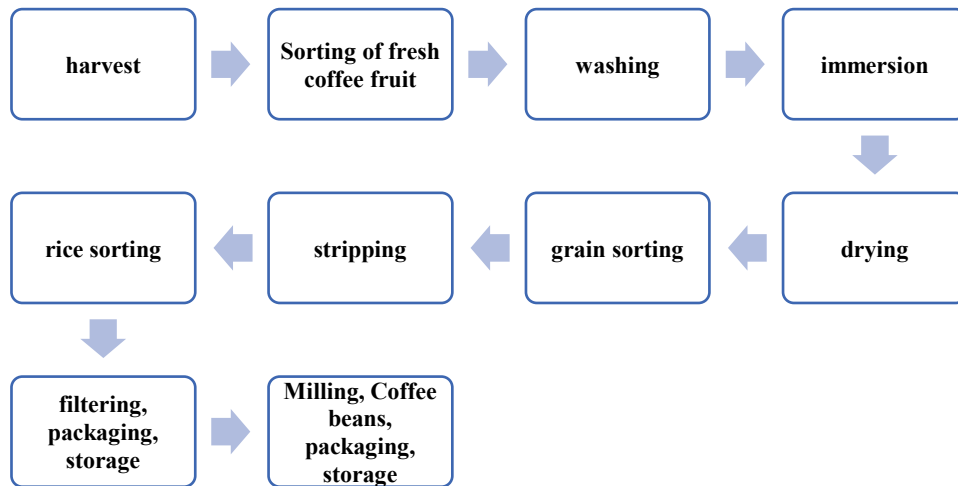 harvest
Sorting of fresh
coffee fruit
washing
immersion
drying
grain sorting
stripping
rice sorting
filtering,
packaging,
storage
Milling, Coffee
beans,
packaging,
storage